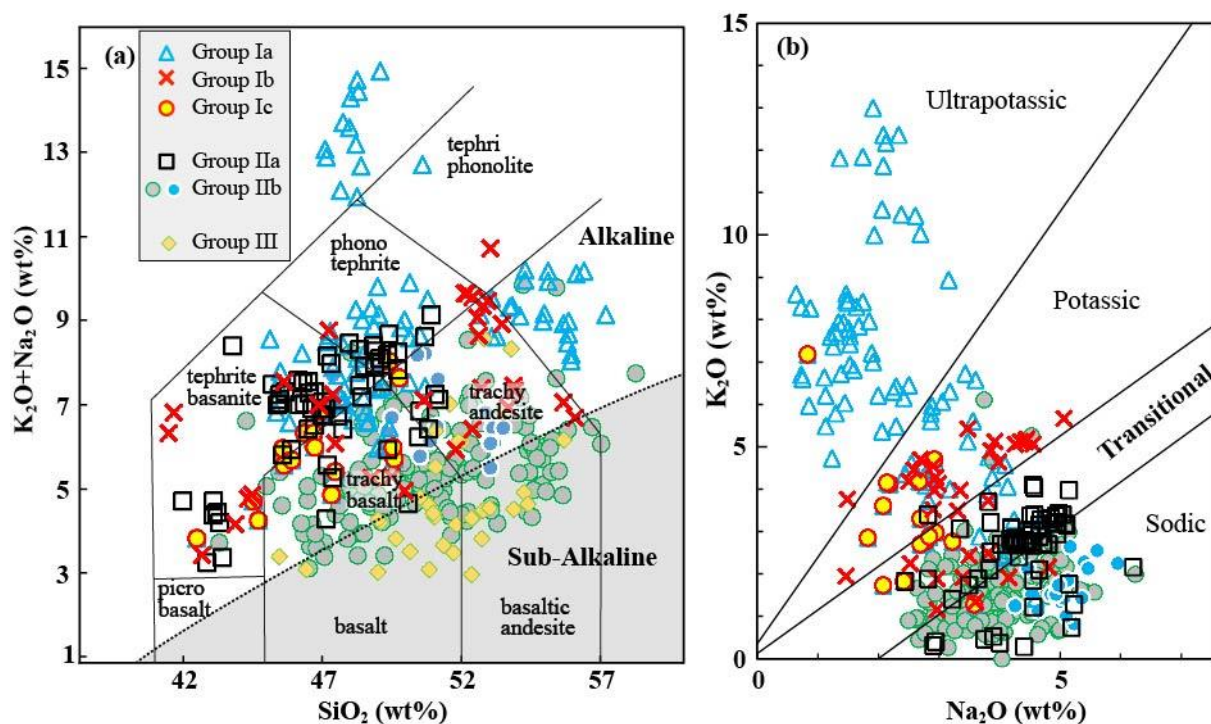 (a)
Group Ia
Group Ib
Group Ic
Group IIa
Group IIb
Group III
tephri
phonolite
phono
tephrite
Alkaline
tephrite
basanite
trachy
andesite
trachy
basalt
Sub-Alkaline
picro
basalt
basalt
basaltic
andesite
15
13
11
9
7
5
3
1
K₂O+Na₂O (wt%)
42
47
52
57
SiO₂ (wt%)
(b)
Ultrapotassic
Potassic
Transitional
Sodic
15
10
5
0
K₂O (wt%)
0
5
Na₂O (wt%)